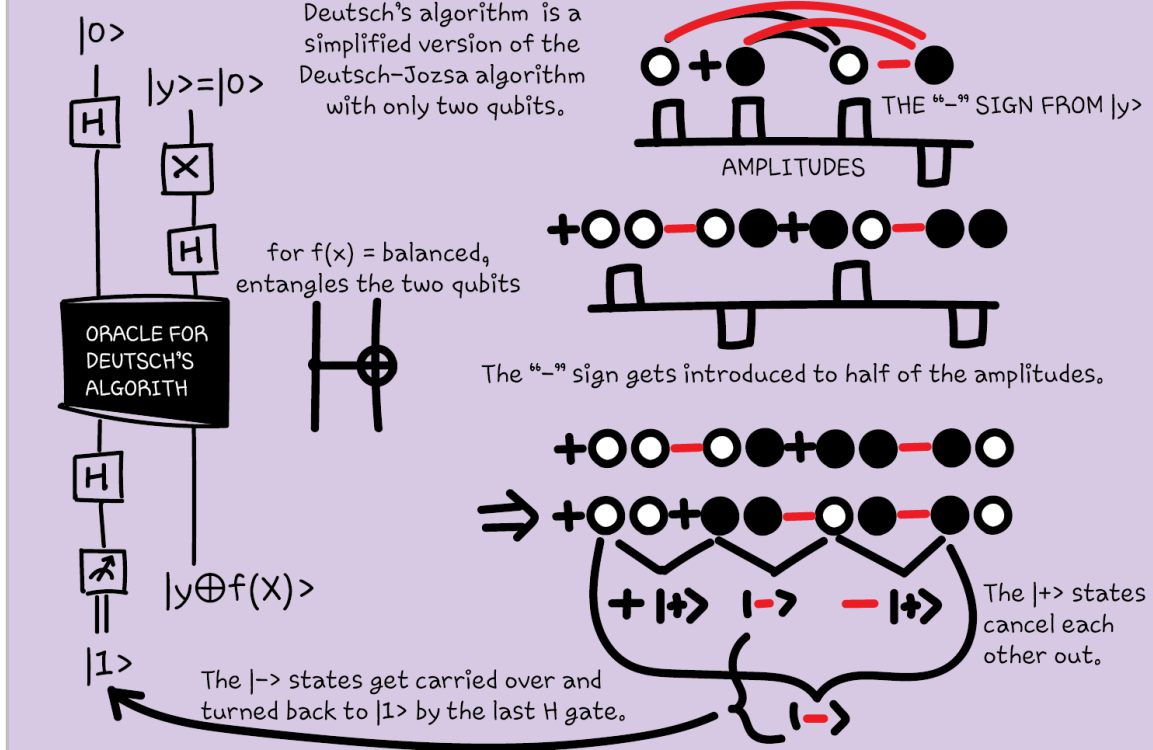 |0>
H
|y>=|0>
X
H
ORACLE FOR
DEUTSCH'S
ALGORITH
H
|y⊕f(x)>
|1>
Deutsch's algorithm is a
simplified version of the
Deutsch-Jozsa algorithm
with only two qubits.
for f(x) = balanced,
entangles the two qubits
+ -
THE “-” SIGN FROM |y>
AMPLITUDES
+ - + -
The “-” sign gets introduced to half of the amplitudes.
+ - + -
⇒ + + - -
+ |+> |-> - |+>
The |+> states
cancel each
other out.
|->
The |-> states get carried over and
turned back to |1> by the last H gate.